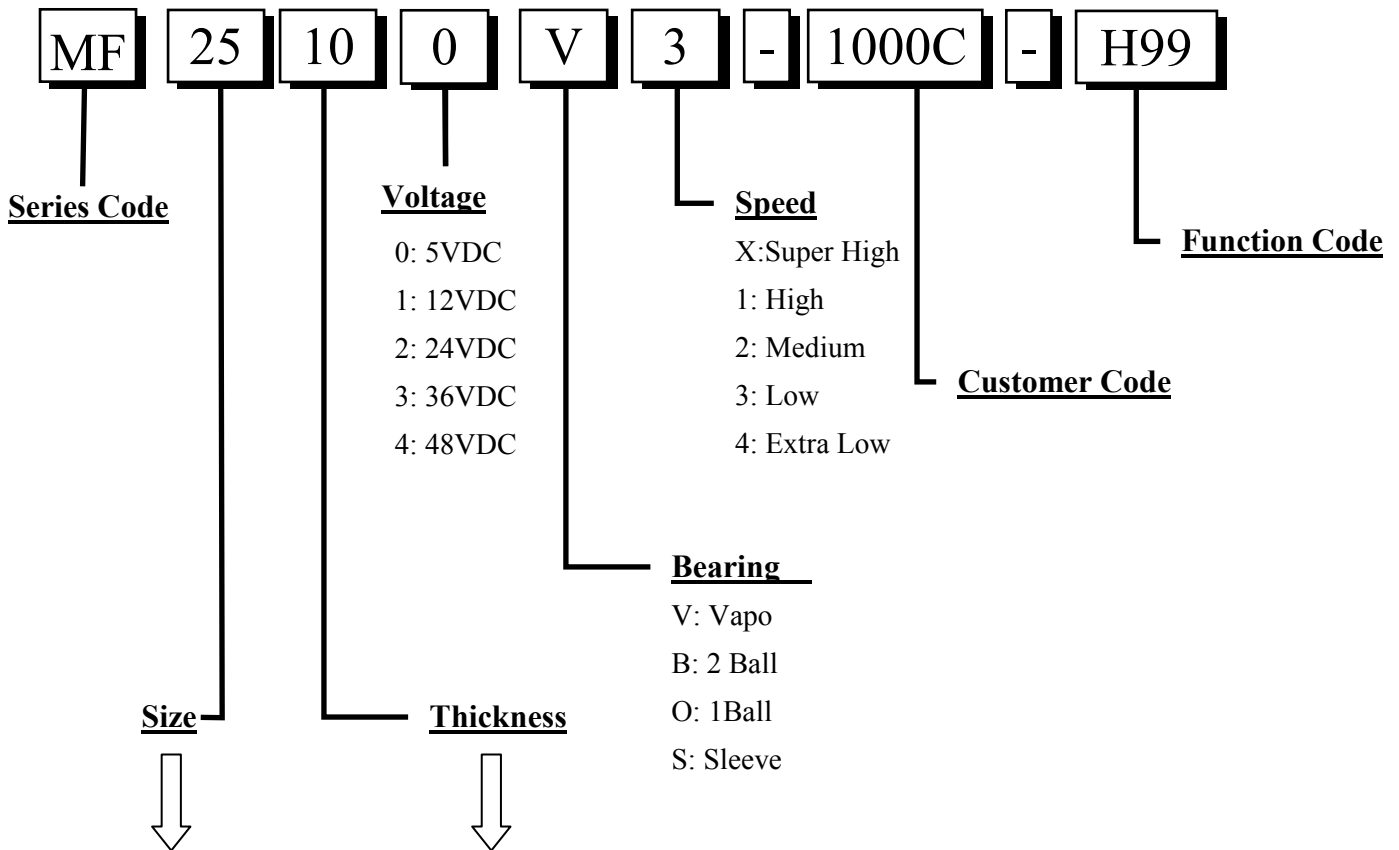 MF 25 10 0 V 3 - 1000C - H99
Series Code
Voltage
0: 5VDC
1: 12VDC
2: 24VDC
3: 36VDC
4: 48VDC
Speed
X:Super High
1: High
2: Medium
3: Low
4: Extra Low
Function Code
Customer Code
Bearing
V: Vapo
B: 2 Ball
O: 1Ball
S: Sleeve
Size
Thickness